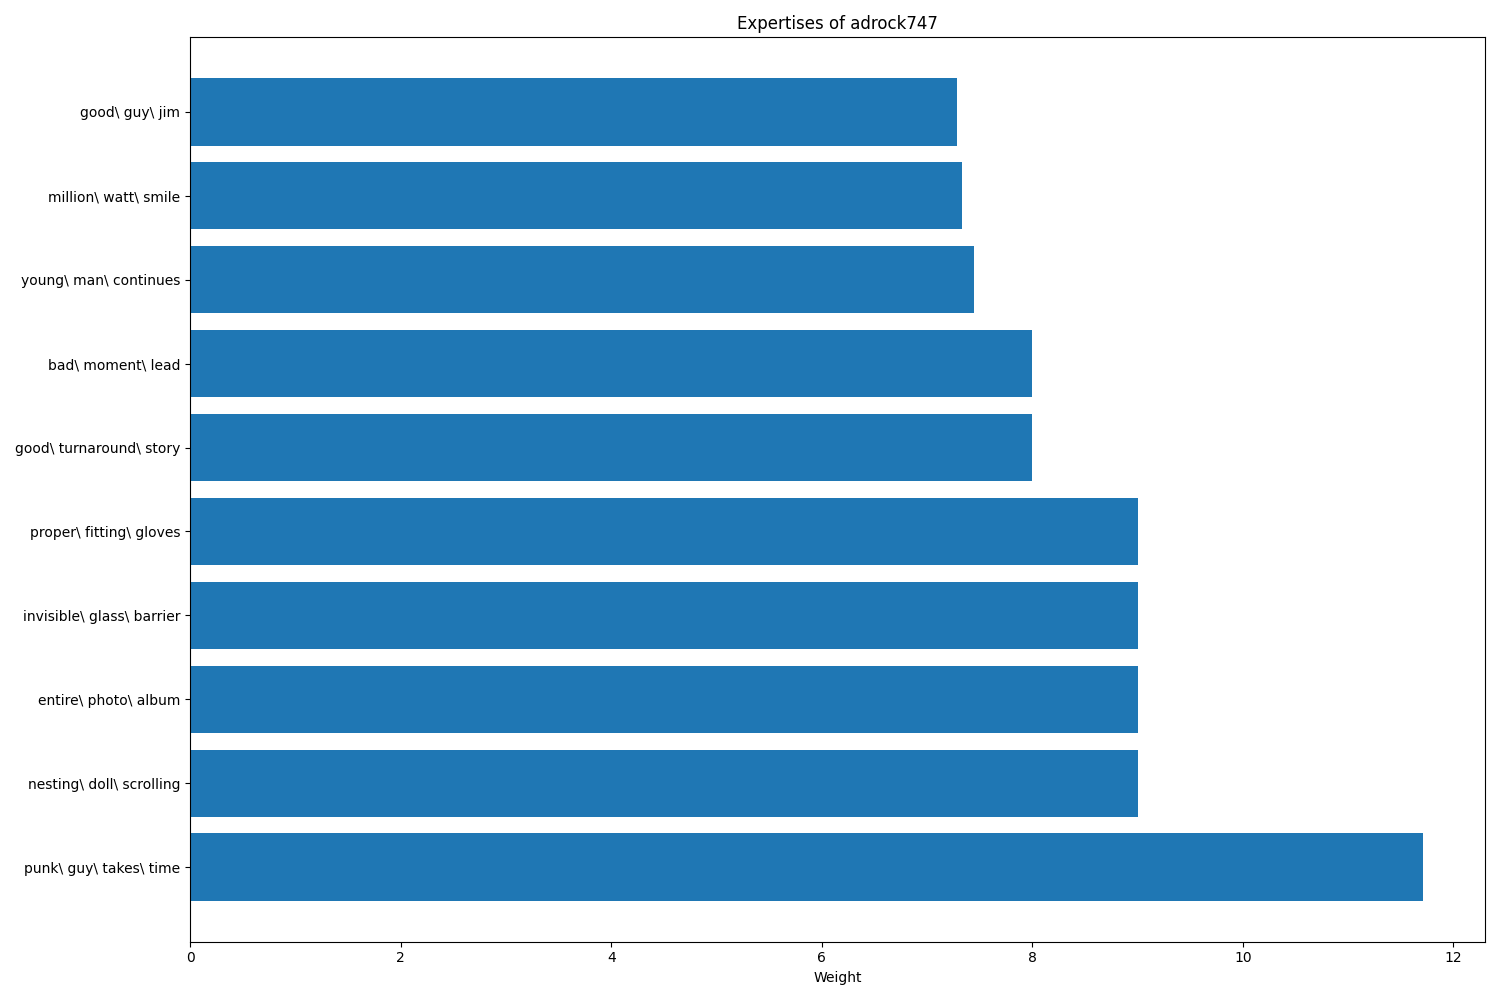 Expertises of adrock747
good\ guy\ jim
million\ watt\ smile
young\ man\ continues
bad\ moment\ lead
good\ turnaround\ story
proper\ fitting\ gloves
invisible\ glass\ barrier
entire\ photo\ album
nesting\ doll\ scrolling
punk\ guy\ takes\ time
0 2 4 6 8 10 12
Weight